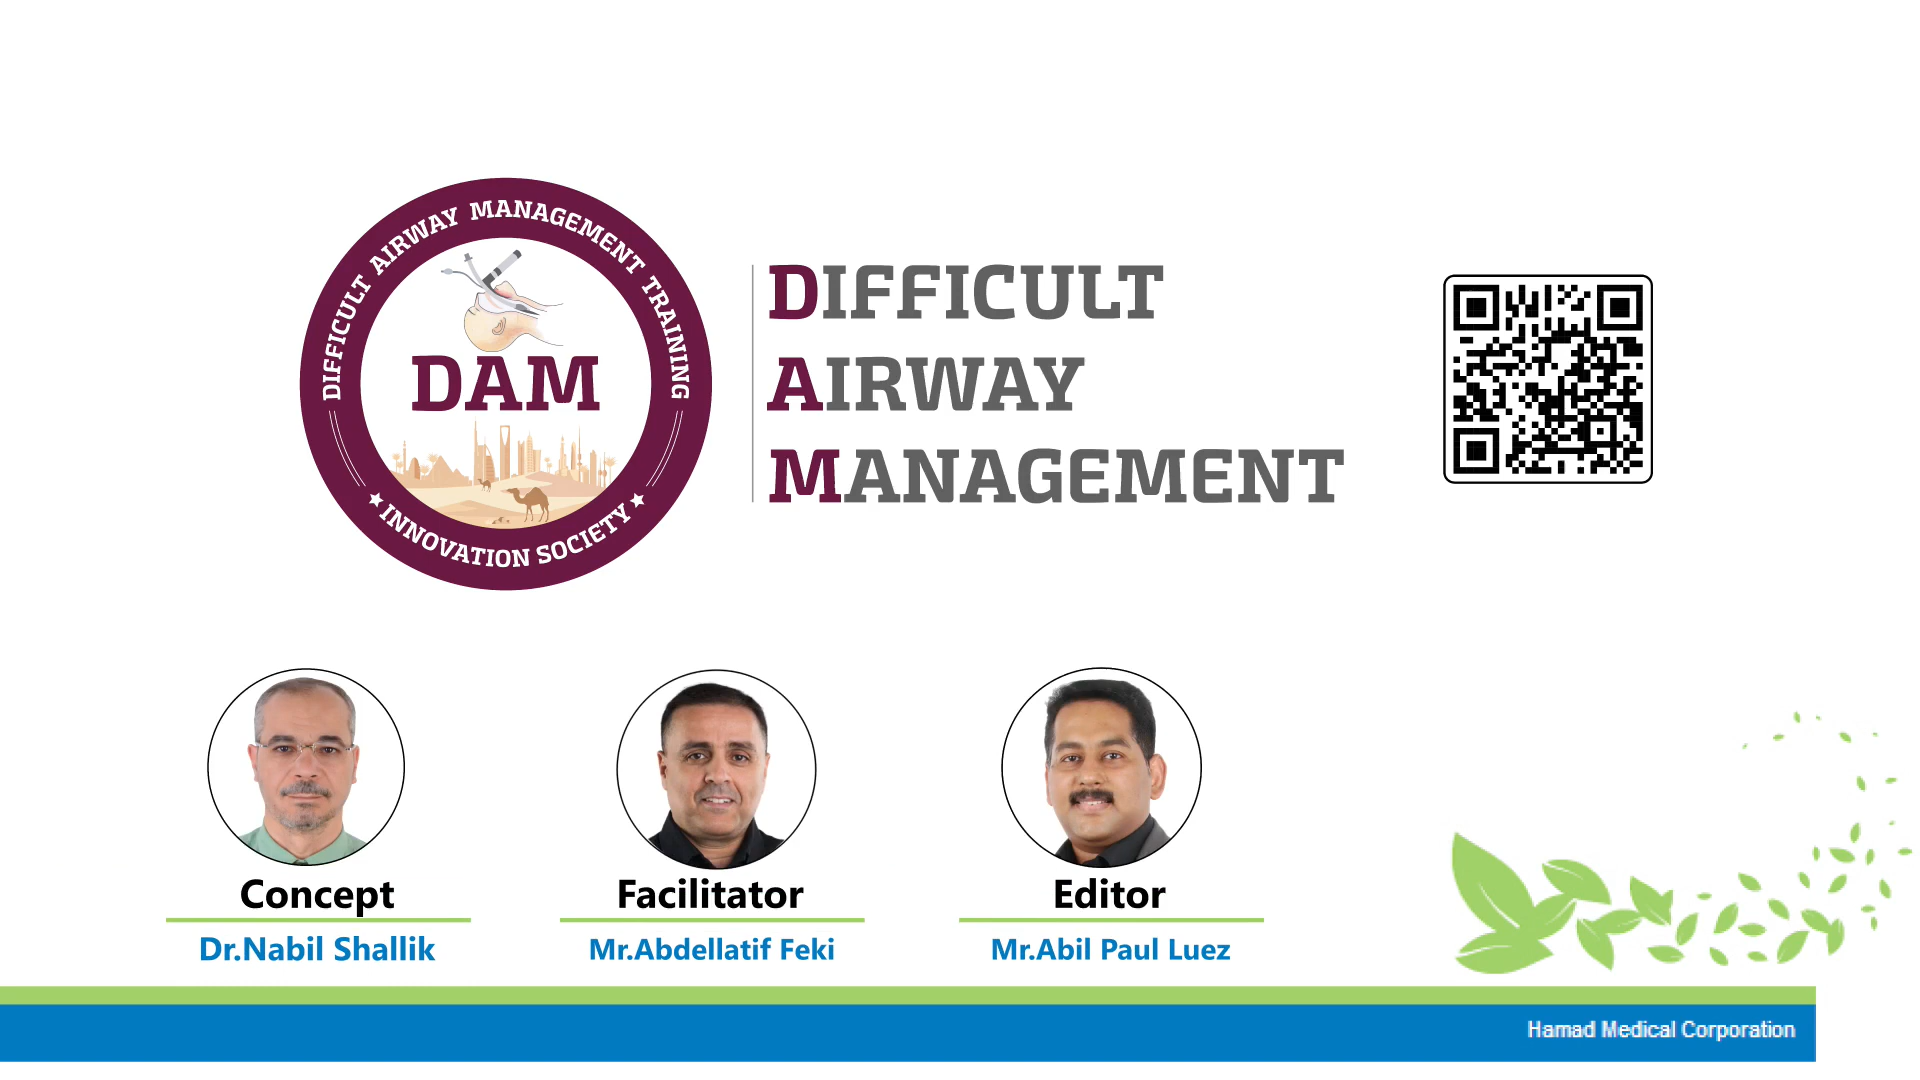 DIFFICULT AIRWAY MANAGEMENT TRAINING
DAM
INNOVATION SOCIETY
DIFFICULT
AIRWAY
MANAGEMENT
Concept
Dr.Nabil Shallik
Facilitator
Mr.Abdellatif Feki
Editor
Mr.Abil Paul Luez
Hamad Medical Corporation